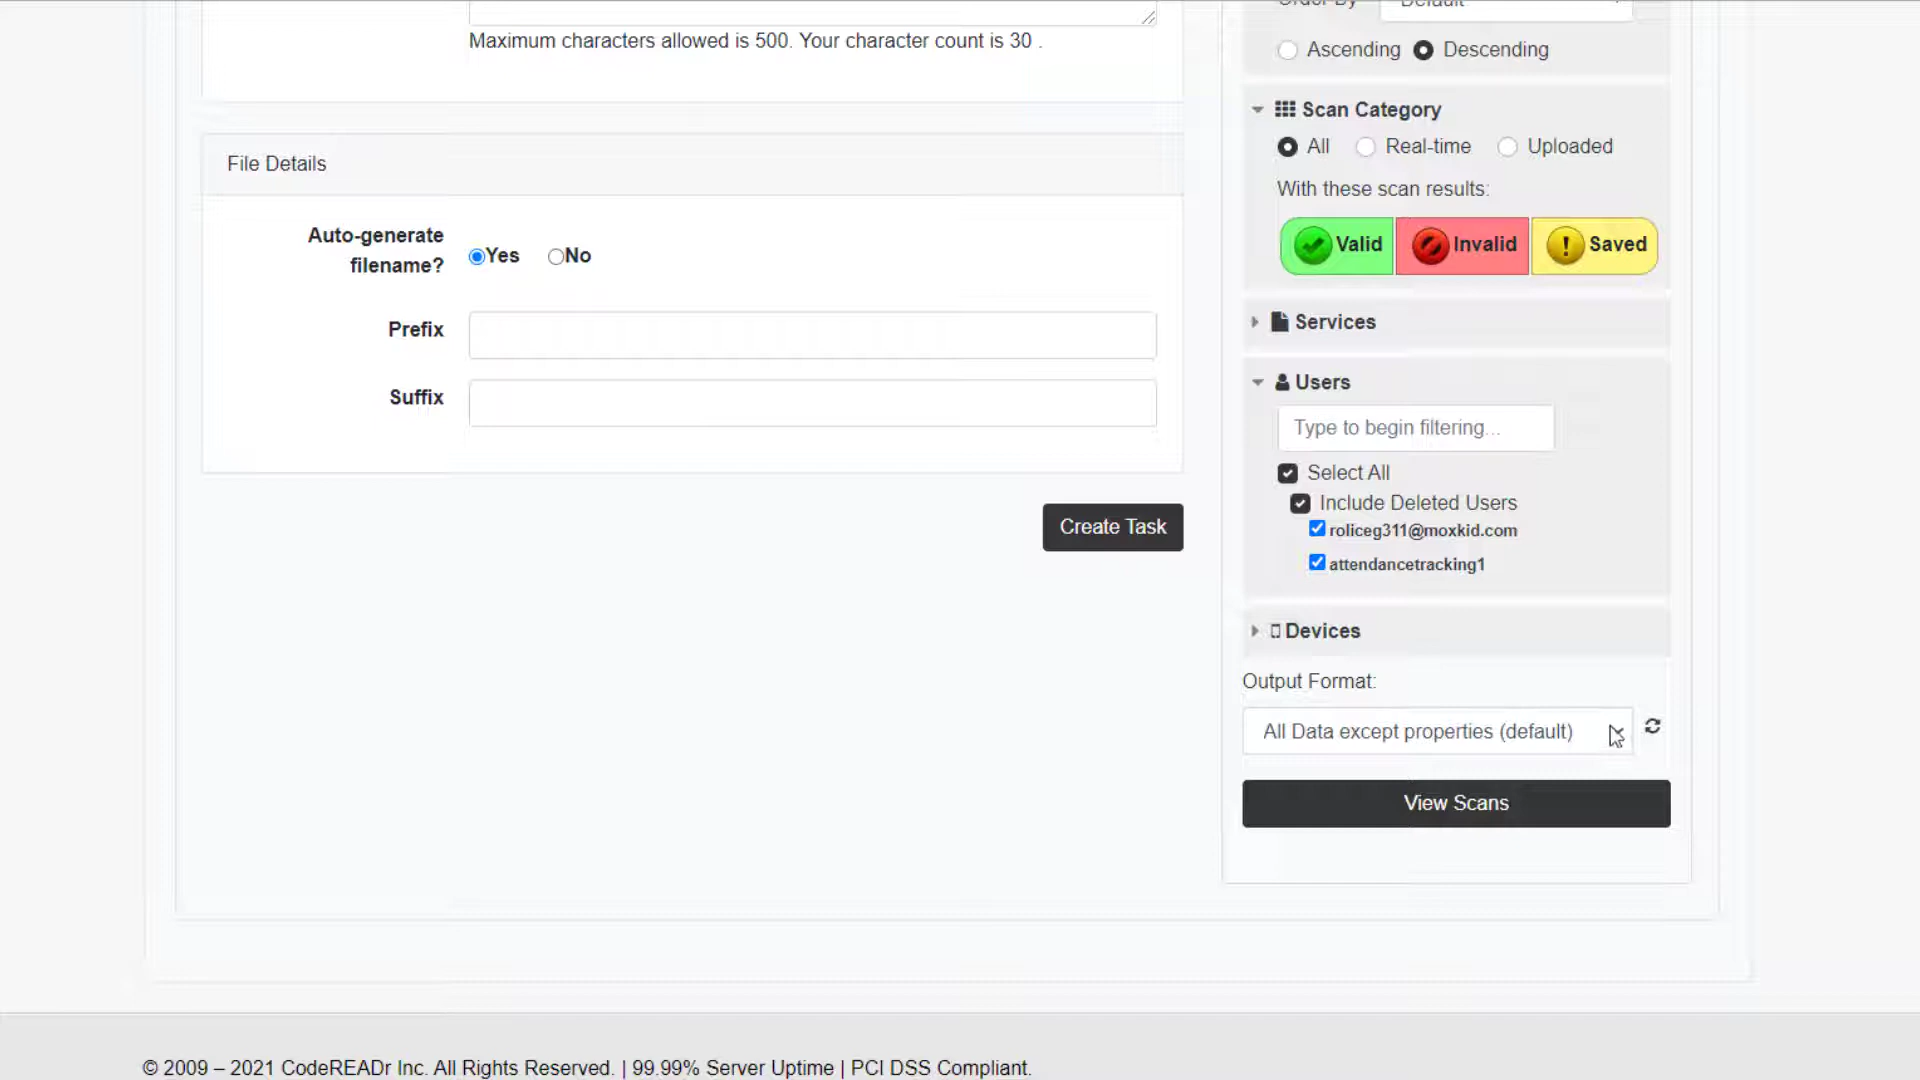 Maximum characters allowed is 500. Your character count is 30 .
File Details
Auto-generate
filename?
Yes
No
Prefix
Suffix
Create Task
Order By
Default
Ascending
Descending
Scan Category
All
Real-time
Uploaded
With these scan results:
Valid
Invalid
Saved
Services
Users
Type to begin filtering...
Select All
Include Deleted Users
roliceg311@moxkid.com
attendancetracking1
Devices
Output Format:
All Data except properties (default)
View Scans
© 2009 – 2021 CodeREADr Inc. All Rights Reserved. | 99.99% Server Uptime | PCI DSS Compliant.